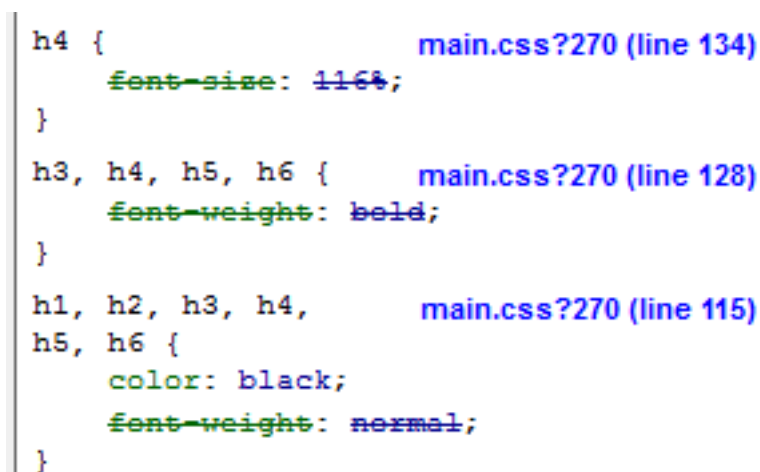 h4 { main.css?270 (line 134)
font-size: 116%;
}
h3, h4, h5, h6 { main.css?270 (line 128)
font-weight: bold;
}
h1, h2, h3, h4, main.css?270 (line 115)
h5, h6 {
color: black;
font-weight: normal;
}